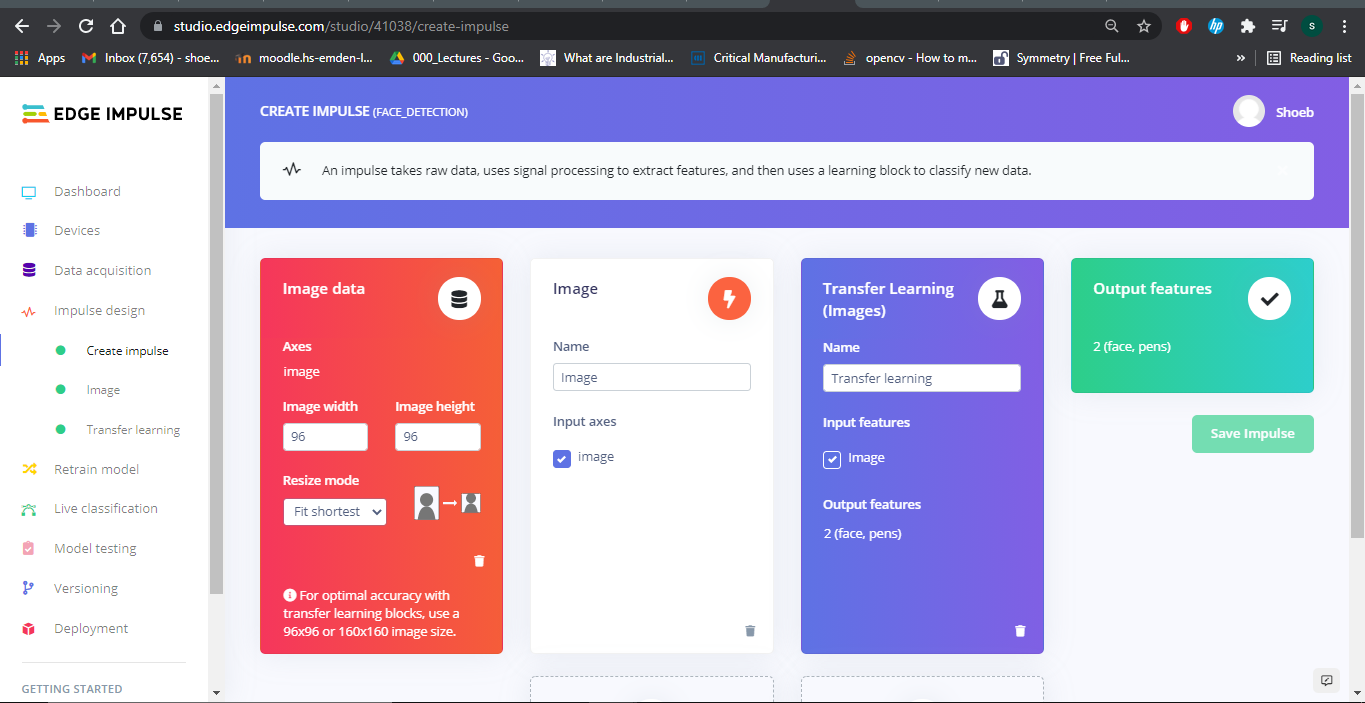 studio.edgeimpulse.com/studio/41038/create-impulse
S
Apps
Inbox (7,654) - shoe...
moodle.hs-emden-l...
000_Lectures - Goo...
What are Industrial...
Critical Manufacturi...
opencv - How to m...
Symmetry | Free Ful...
»
Reading list
EDGE IMPULSE
Dashboard
Devices
Data acquisition
Impulse design
Create impulse
Image
Transfer learning
Retrain model
Live classification
Model testing
Versioning
Deployment
GETTING STARTED
CREATE IMPULSE (FACE_DETECTION)
Shoeb
An impulse takes raw data, uses signal processing to extract features, and then uses a learning block to classify new data.
Image data
Axes
image
Image width
Image height
96
96
Resize mode
Fit shortest
For optimal accuracy with
transfer learning blocks, use a
96x96 or 160x160 image size.
Image
Name
Image
Input axes
image
Transfer Learning
(Images)
Name
Transfer learning
Input features
Image
Output features
2 (face, pens)
Output features
2 (face, pens)
Save Impulse